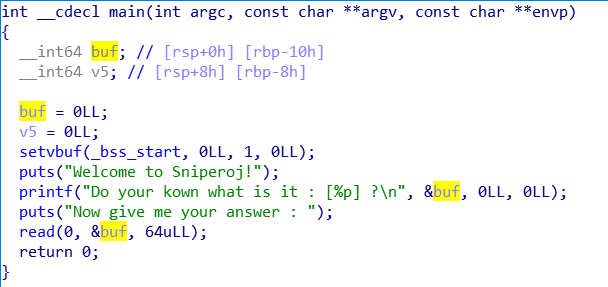 int __cdecl main(int argc, const char **argv, const char **envp)
{
  __int64 buf; // [rsp+0h] [rbp-10h]
  __int64 v5; // [rsp+8h] [rbp-8h]

  buf = 0LL;
  v5 = 0LL;
  setvbuf(_bss_start, 0LL, 1, 0LL);
  puts("Welcome to Sniperoj!");
  printf("Do your kown what is it : [%p] ?\n", &buf, 0LL, 0LL);
  puts("Now give me your answer : ");
  read(0, &buf, 64uLL);
  return 0;
}